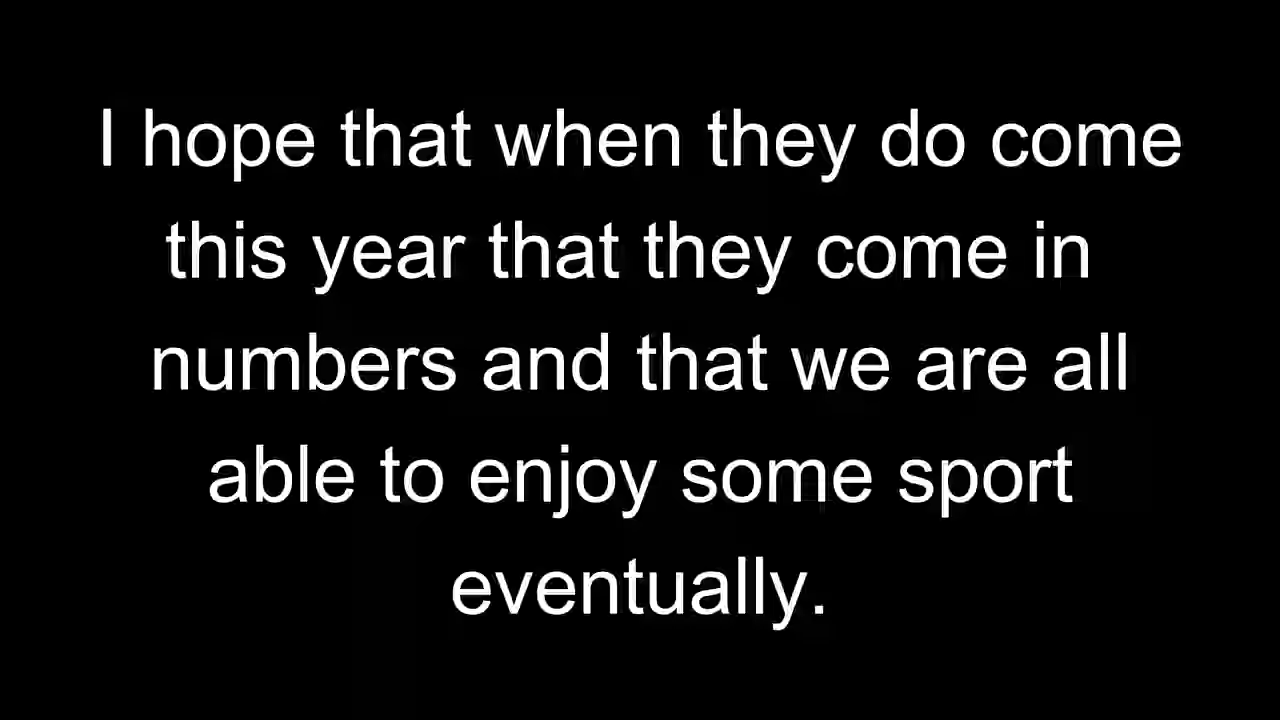 I hope that when they do come
this year that they come in
numbers and that we are all
able to enjoy some sport
eventually.